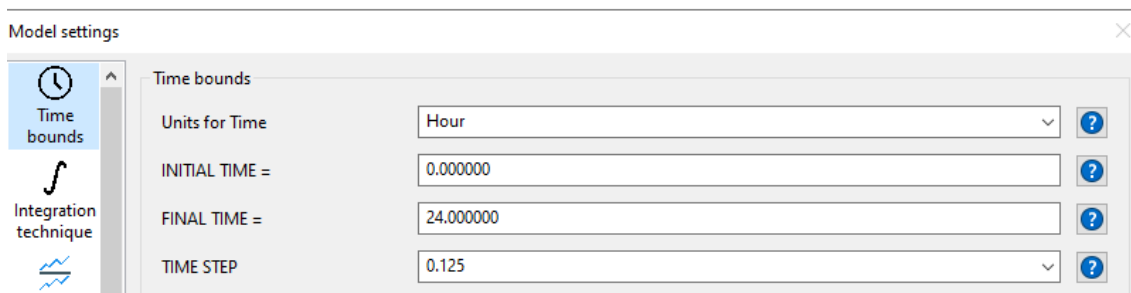 Model settings
Time bounds
Integration technique
Time bounds
Units for Time Hour ?
INITIAL TIME = 0.000000 ?
FINAL TIME = 24.000000 ?
TIME STEP 0.125 ?